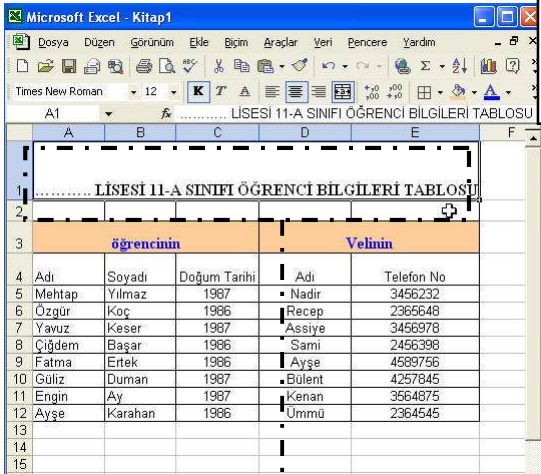 Microsoft Excel - Kitap1
Dosya Düzen Görünüm Ekle Biçim Araçlar Veri Pencere Yardım
Times New Roman 12 K T A
A1 fx ........... LİSESİ 11-A SINIFI ÖĞRENCİ BİLGİLERİ TABLOSU
A B C D E F
1 ........... LİSESİ 11-A SINIFI ÖĞRENCİ BİLGİLERİ TABLOSU
2
3 öğrencinin Velinin
4 Adı Soyadı Doğum Tarihi Adı Telefon No
5 Mehtap Yılmaz 1987 Nadir 3456232
6 Özgür Koç 1986 Recep 2365648
7 Yavuz Keser 1987 Assiye 3456978
8 Çiğdem Başar 1986 Sami 2456398
9 Fatma Ertek 1986 Ayşe 4589756
10 Güliz Duman 1987 Bülent 4257845
11 Engin Ay 1987 Kenan 3564875
12 Ayşe Karahan 1986 Ümmü 2364545
13
14
15